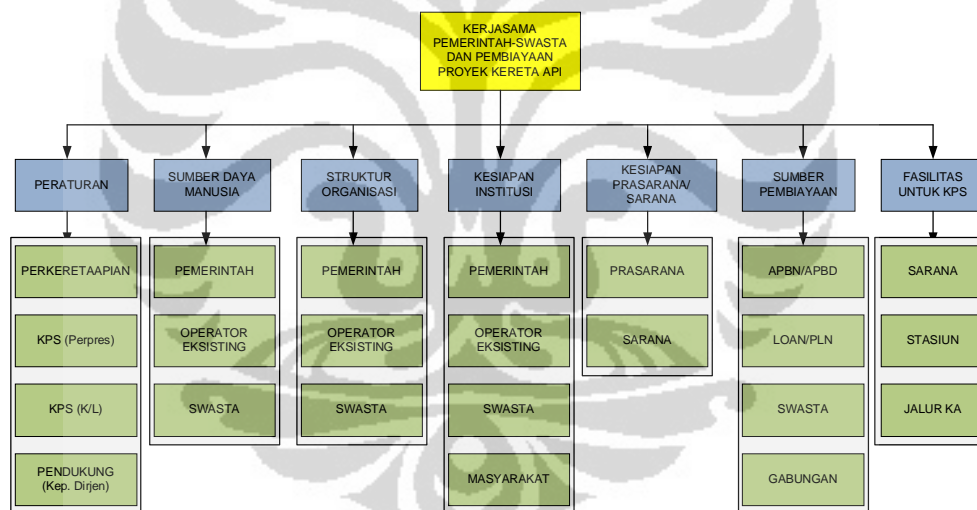 KERJASAMA
PEMERINTAH-SWASTA
DAN PEMBIAYAAN
PROYEK KERETA API
PERATURAN
SUMBER DAYA
MANUSIA
STRUKTUR
ORGANISASI
KESIAPAN
INSTITUSI
KESIAPAN
PRASARANA/
SARANA
SUMBER
PEMBIAYAAN
FASILITAS
UNTUK KPS
PERKERETAAPIAN
KPS (Perpres)
KPS (K/L)
PENDUKUNG
(Kep. Dirjen)
PEMERINTAH
OPERATOR
EKSISTING
SWASTA
PEMERINTAH
OPERATOR
EKSISTING
SWASTA
PEMERINTAH
OPERATOR
EKSISTING
SWASTA
MASYARAKAT
PRASARANA
SARANA
APBN/APBD
LOAN/PLN
SWASTA
GABUNGAN
SARANA
STASIUN
JALUR KA